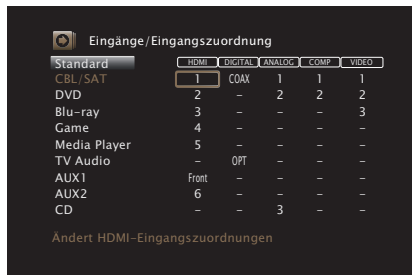 Eingänge/Eingangszuordnung
Standard HDMI DIGITAL ANALOG COMP VIDEO
CBL/SAT 1 COAX 1 1 1
DVD 2 – 2 2 2
Blu-ray 3 – – – 3
Game 4 – – – –
Media Player 5 – – – –
TV Audio – OPT – – –
AUX1 Front – – – –
AUX2 6 – – – –
CD – – 3 – –
Ändert HDMI-Eingangszuordnungen